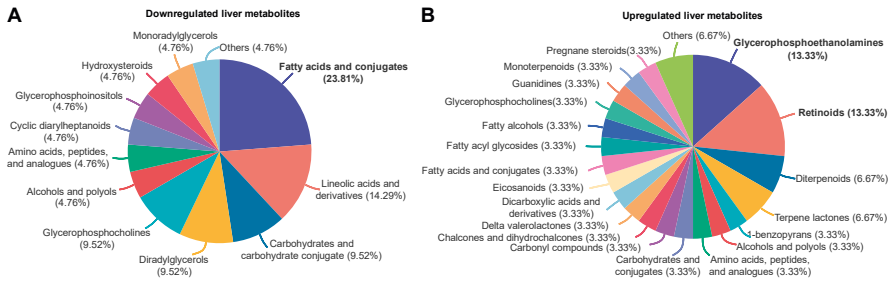 A
Downregulated liver metabolites
Monoradylglycerols
(4.76%)
Others (4.76%)
Hydroxysteroids
(4.76%)
Fatty acids and conjugates
(23.81%)
Glycerophosphoinositols
(4.76%)
Cyclic diarylheptanoids
(4.76%)
Amino acids, peptides,
and analogues (4.76%)
Alcohols and polyols
(4.76%)
Lineolic acids and
derivatives (14.29%)
Glycerophosphocholines
(9.52%)
Carbohydrates and
carbohydrate conjugate (9.52%)
Diradylglycerols
(9.52%)
B
Upregulated liver metabolites
Others (6.67%)
Pregnane steroids(3.33%)
Glycerophosphoethanolamines
(13.33%)
Monoterpenoids (3.33%)
Guanidines (3.33%)
Glycerophosphocholines(3.33%)
Retinoids (13.33%)
Fatty alcohols (3.33%)
Fatty acyl glycosides (3.33%)
Fatty acids and conjugates (3.33%)
Diterpenoids (6.67%)
Eicosanoids (3.33%)
Dicarboxylic acids and
derivatives (3.33%)
Terpene lactones (6.67%)
Delta valerolactones (3.33%)
1-benzopyrans (3.33%)
Chalcones and dihydrochalcones (3.33%)
Alcohols and polyols (3.33%)
Carbonyl compounds (3.33%)
Carbohydrates and
conjugates (3.33%)
Amino acids, peptides,
and analogues (3.33%)